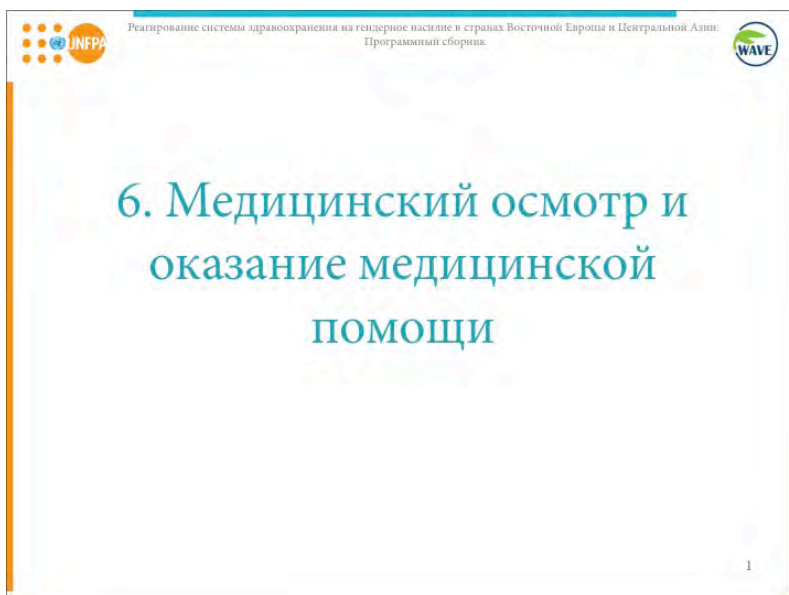 UNFPA
Реагирование системы здравоохранения на гендерное насилие в странах Восточной Европы и Центральной Азии:
Программный сборник
WAVE
6. Медицинский осмотр и
оказание медицинской
помощи
1